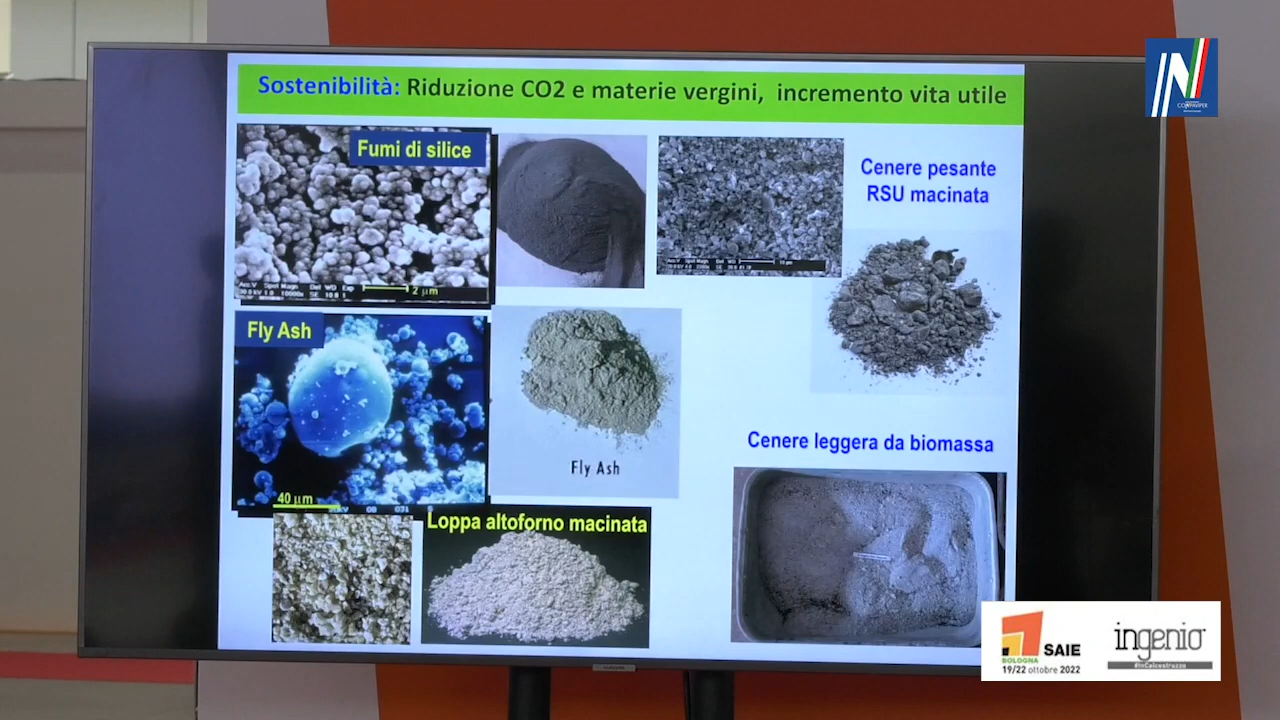 Sostenibilità: Riduzione CO2 e materie vergini, incremento vita utile
Fumi di silice
Cenere pesante
RSU macinata
2 µm
Fly Ash
Fly Ash
40 µm
Cenere leggera da biomassa
Loppa altoforno macinata
SAIE
BOLOGNA
19/22 ottobre 2022
ingenio
#InCalcestruzzo